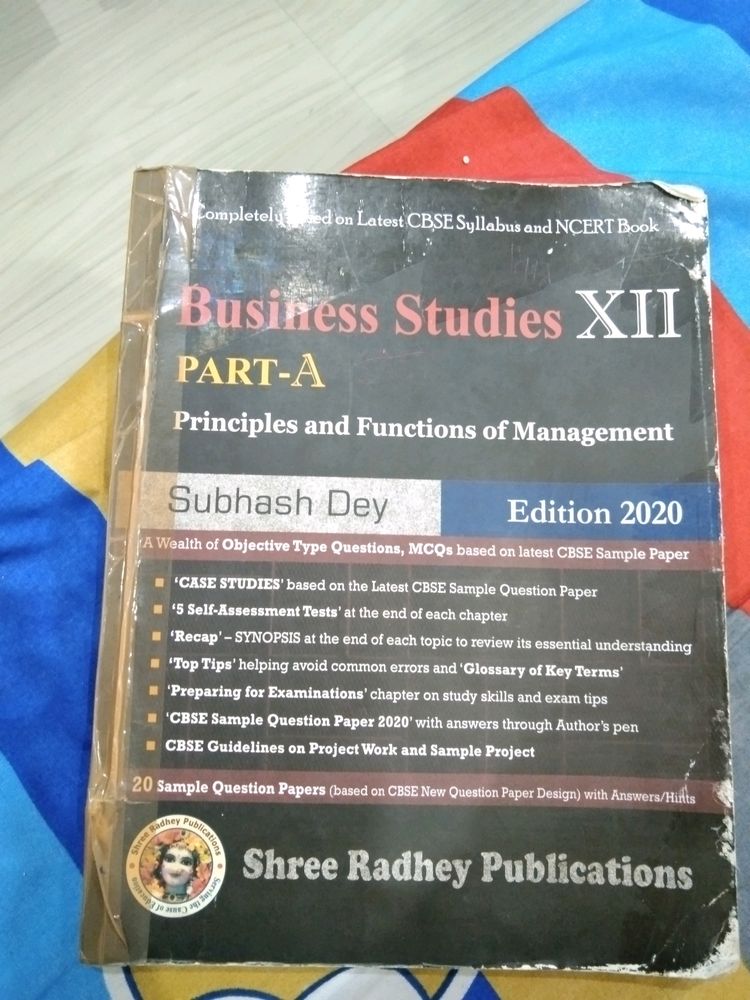 Completely Based on Latest CBSE Syllabus and NCERT Book
Business Studies XII
PART-A
Principles and Functions of Management
Subhash Dey
Edition 2020
A Wealth of Objective Type Questions, MCQs based on latest CBSE Sample Paper
■ 'CASE STUDIES' based on the Latest CBSE Sample Question Paper
■ '5 Self-Assessment Tests' at the end of each chapter
■ 'Recap' – SYNOPSIS at the end of each topic to review its essential understanding
■ 'Top Tips' helping avoid common errors and 'Glossary of Key Terms'
■ 'Preparing for Examinations' chapter on study skills and exam tips
■ 'CBSE Sample Question Paper 2020' with answers through Author's pen
■ CBSE Guidelines on Project Work and Sample Project
20 Sample Question Papers (based on CBSE New Question Paper Design) with Answers/Hints
Shree Radhey Publications
Serving the Cause of Education
Shree Radhey Publications